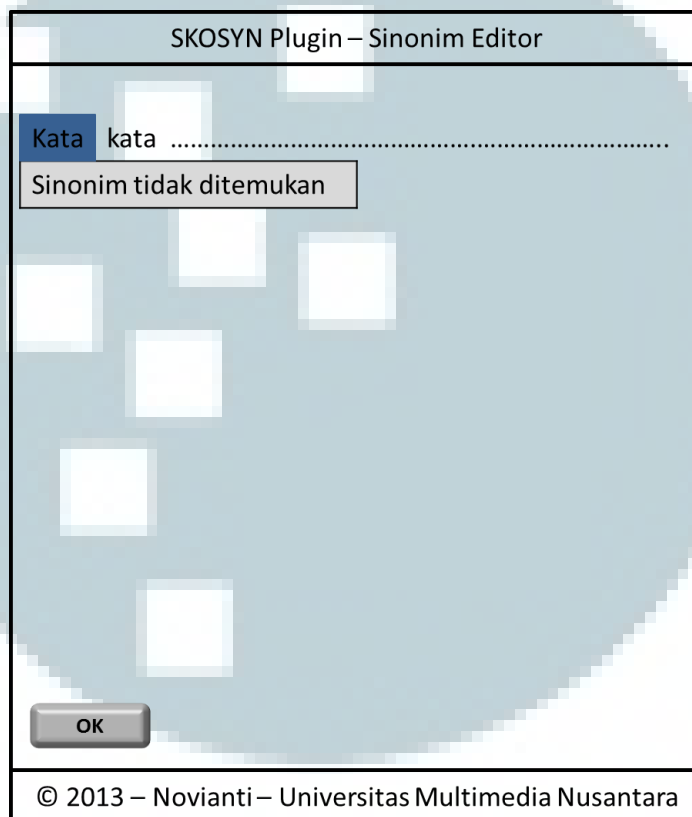 SKOSYN Plugin – Sinonim Editor
Kata kata ...........................................................................
Sinonim tidak ditemukan
OK
© 2013 – Novianti – Universitas Multimedia Nusantara